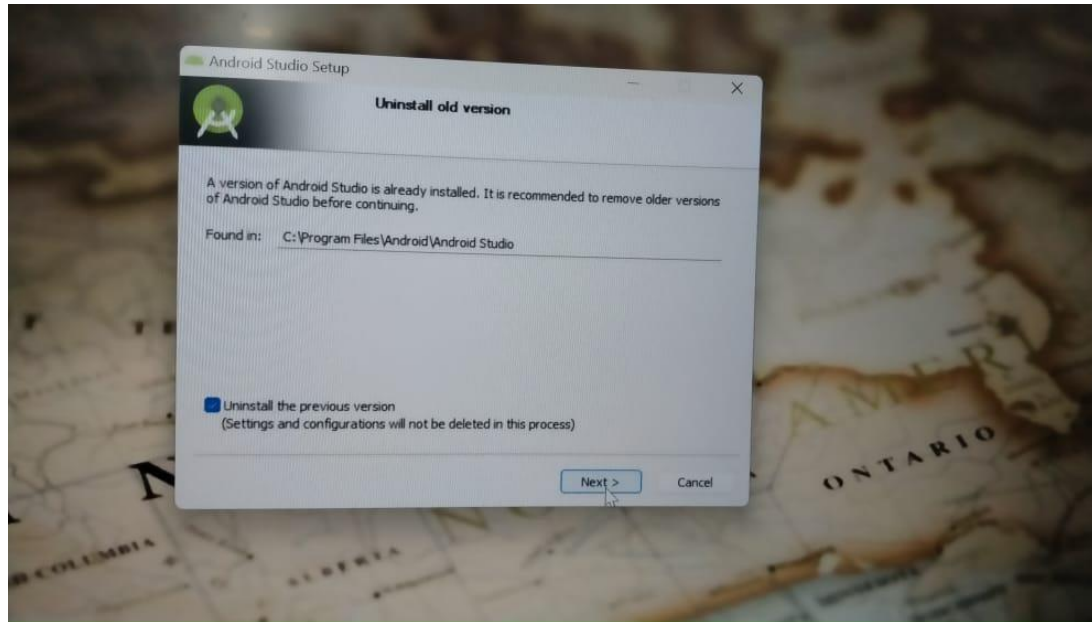 Android Studio Setup
Uninstall old version
A version of Android Studio is already installed. It is recommended to remove older versions
of Android Studio before continuing.
Found in: C:\Program Files\Android\Android Studio
Uninstall the previous version
(Settings and configurations will not be deleted in this process)
Next >
Cancel
ONTARIO
ALBERTA
COLUMBIA